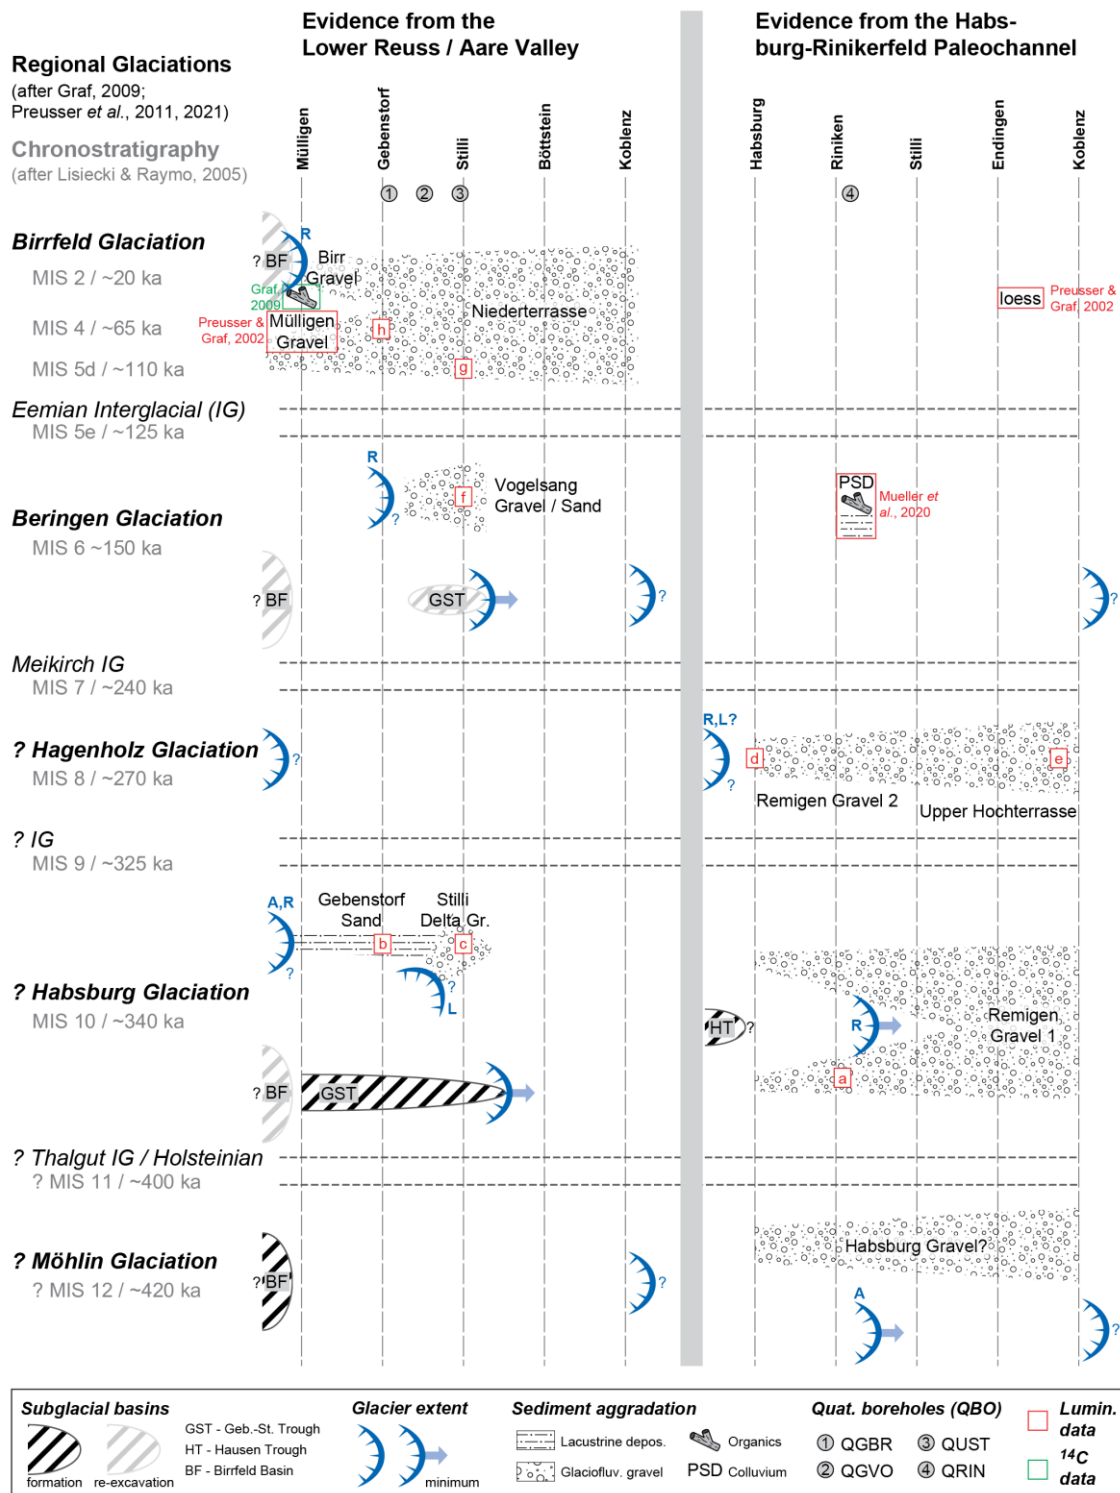 Evidence from the
Lower Reuss / Aare Valley
Evidence from the Habs-
burg-Rinikerfeld Paleochannel
Regional Glaciations
(after Graf, 2009;
Preusser et al., 2011, 2021)
Chronostratigraphy
(after Lisiecki & Raymo, 2005)
Mülligen
Gebenstorf
Stilli
Böttstein
Koblenz
Habsburg
Riniken
Stilli
Endingen
Koblenz
1
2
3
4
Birrfeld Glaciation
MIS 2 / ~20 ka
MIS 4 / ~65 ka
MIS 5d / ~110 ka
R
? BF
Birr
Gravel
Graf,
2009
Preusser &
Graf, 2002
Mülligen
Gravel
h
g
Niederterrasse
loess
Preusser &
Graf, 2002
Eemian Interglacial (IG)
MIS 5e / ~125 ka
Beringen Glaciation
MIS 6 ~150 ka
R
?
f
Vogelsang
Gravel / Sand
PSD
Mueller et
al., 2020
? BF
GST
?
?
Meikirch IG
MIS 7 / ~240 ka
? Hagenholz Glaciation
MIS 8 / ~270 ka
?
R,L?
?
d
e
Remigen Gravel 2
Upper Hochterrasse
? IG
MIS 9 / ~325 ka
? Habsburg Glaciation
MIS 10 / ~340 ka
A,R
?
Gebenstorf
Sand
Stilli
Delta Gr.
b
c
?
L
? BF
GST
HT
?
R
Remigen
Gravel 1
a
? Thalgut IG / Holsteinian
? MIS 11 / ~400 ka
? Möhlin Glaciation
? MIS 12 / ~420 ka
? BF
?
Habsburg Gravel?
A
?
Subglacial basins
formation
re-excavation
GST - Geb.-St. Trough
HT - Hausen Trough
BF - Birrfeld Basin
Glacier extent
minimum
Sediment aggradation
Lacustrine depos.
Glaciofluv. gravel
Organics
PSD Colluvium
Quat. boreholes (QBO)
1 QGBR
2 QGVO
3 QUST
4 QRIN
Lumin.
data
14C
data